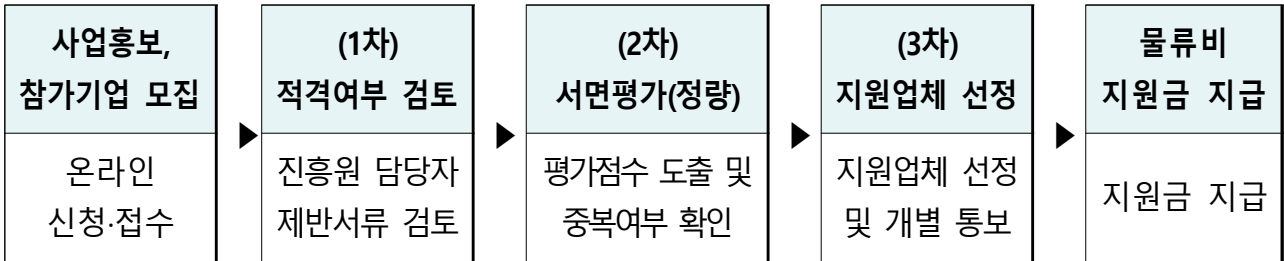 사업홍보,
참가기업 모집
온라인
신청·접수
▶
(1차)
적격여부 검토
진흥원 담당자
제반서류 검토
▶
(2차)
서면평가(정량)
평가점수 도출 및
중복여부 확인
▶
(3차)
지원업체 선정
지원업체 선정
및 개별 통보
▶
물류비
지원금 지급
지원금 지급